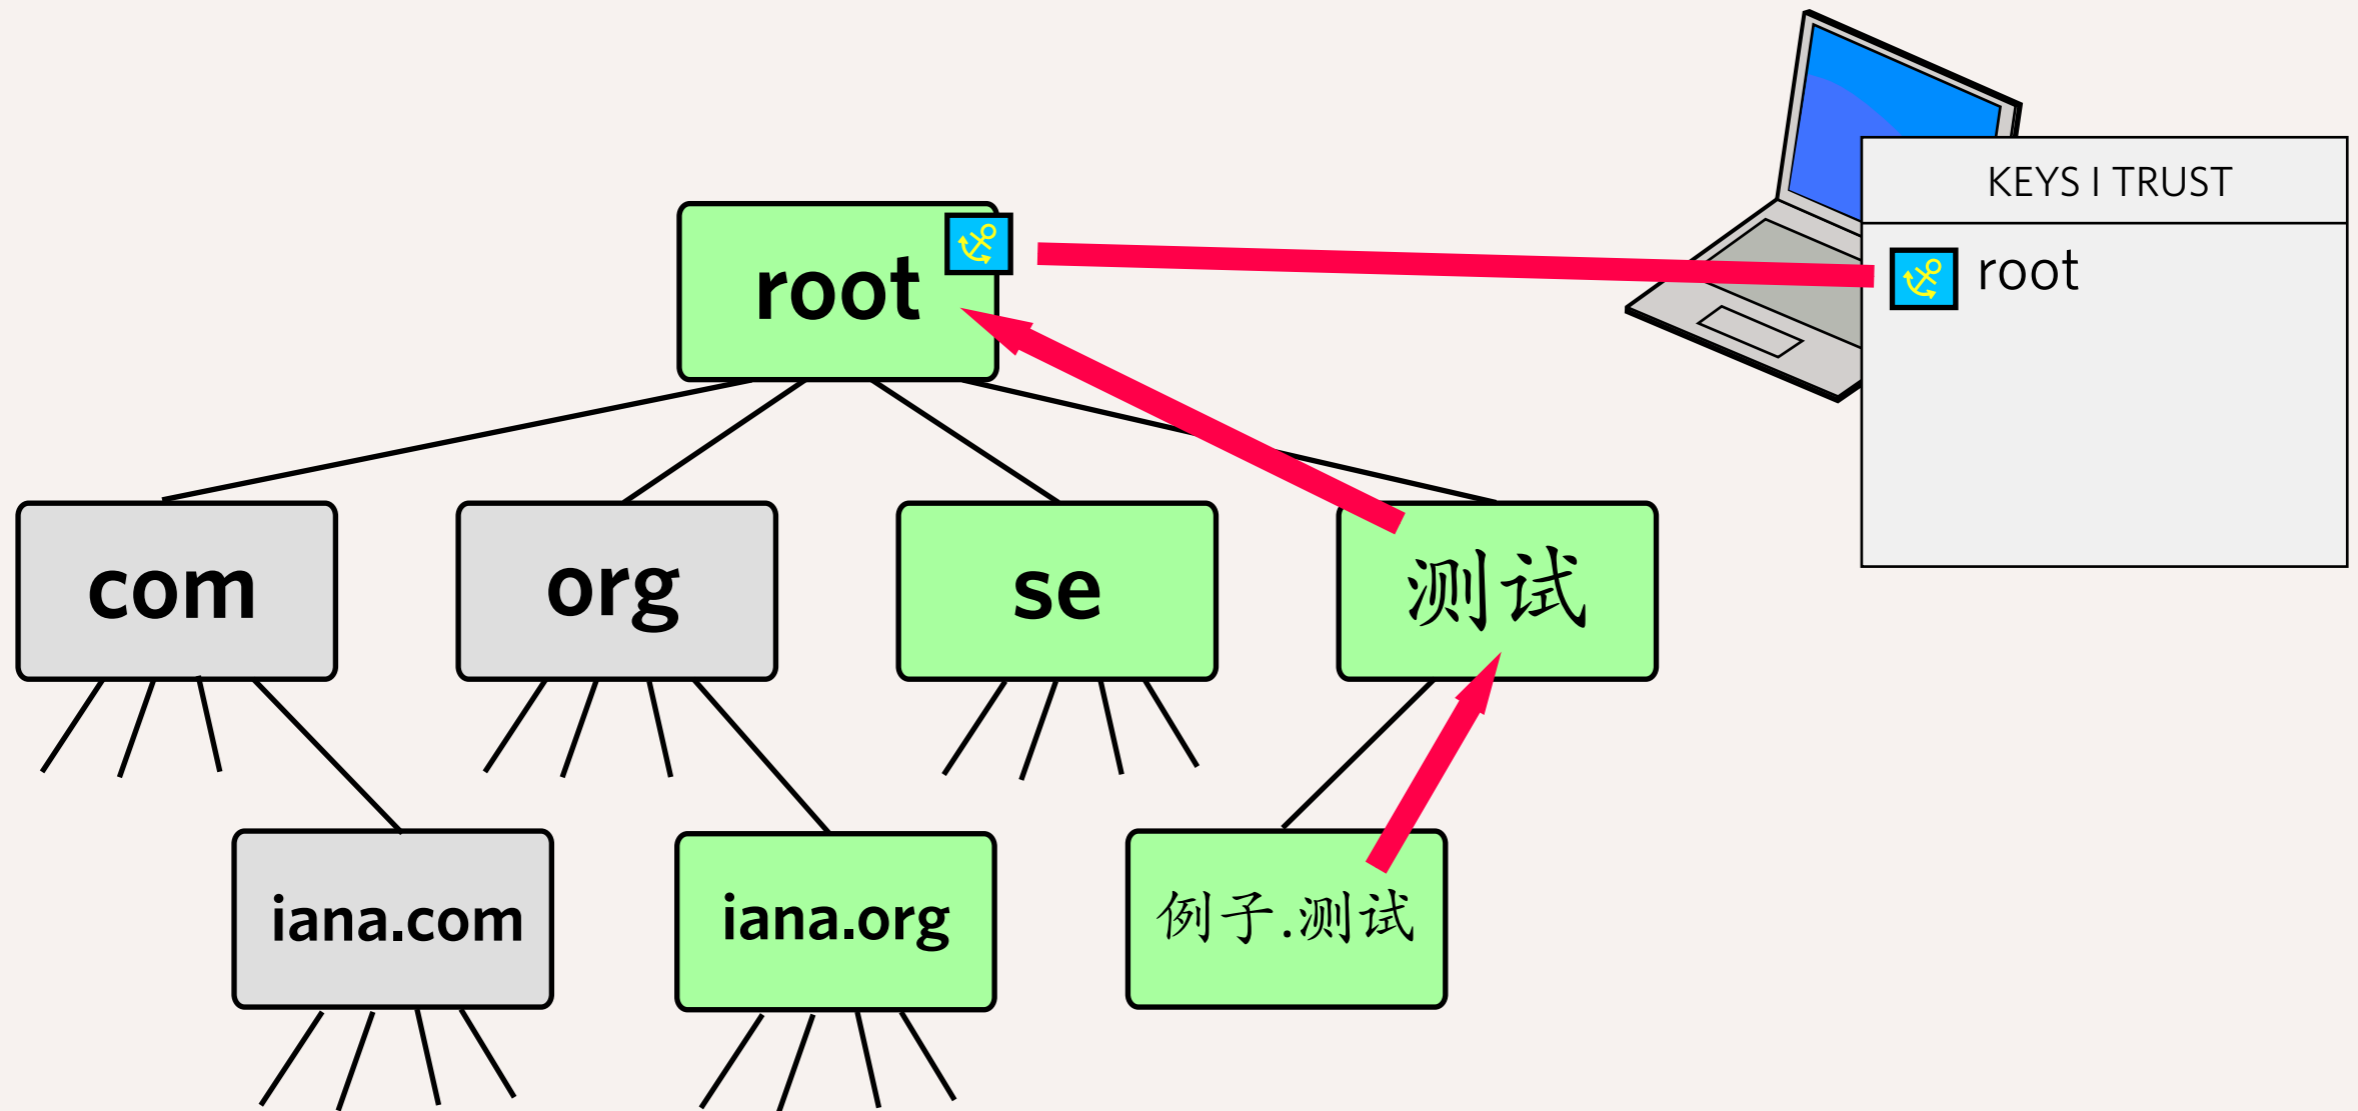 KEYS I TRUST
root
root
com
org
se
测试
iana.com
iana.org
例子.测试